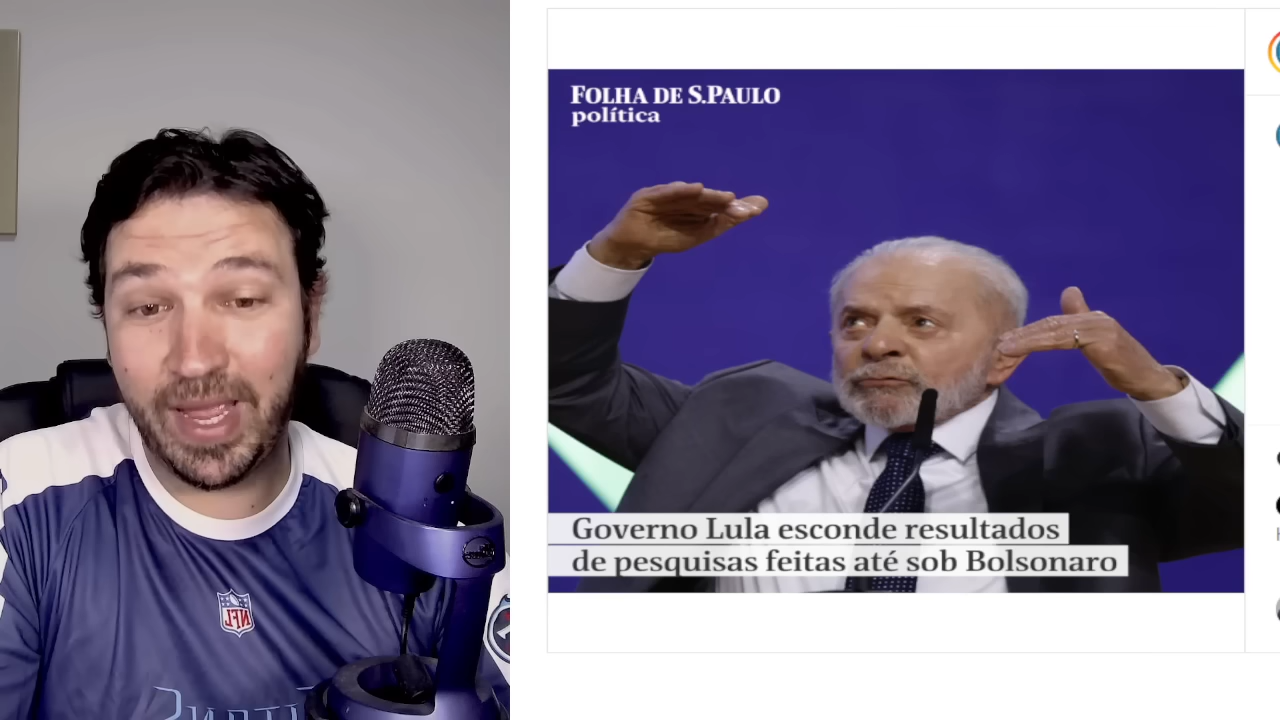 FOLHA DE S.PAULO
política
Governo Lula esconde resultados
de pesquisas feitas até sob Bolsonaro
NFL